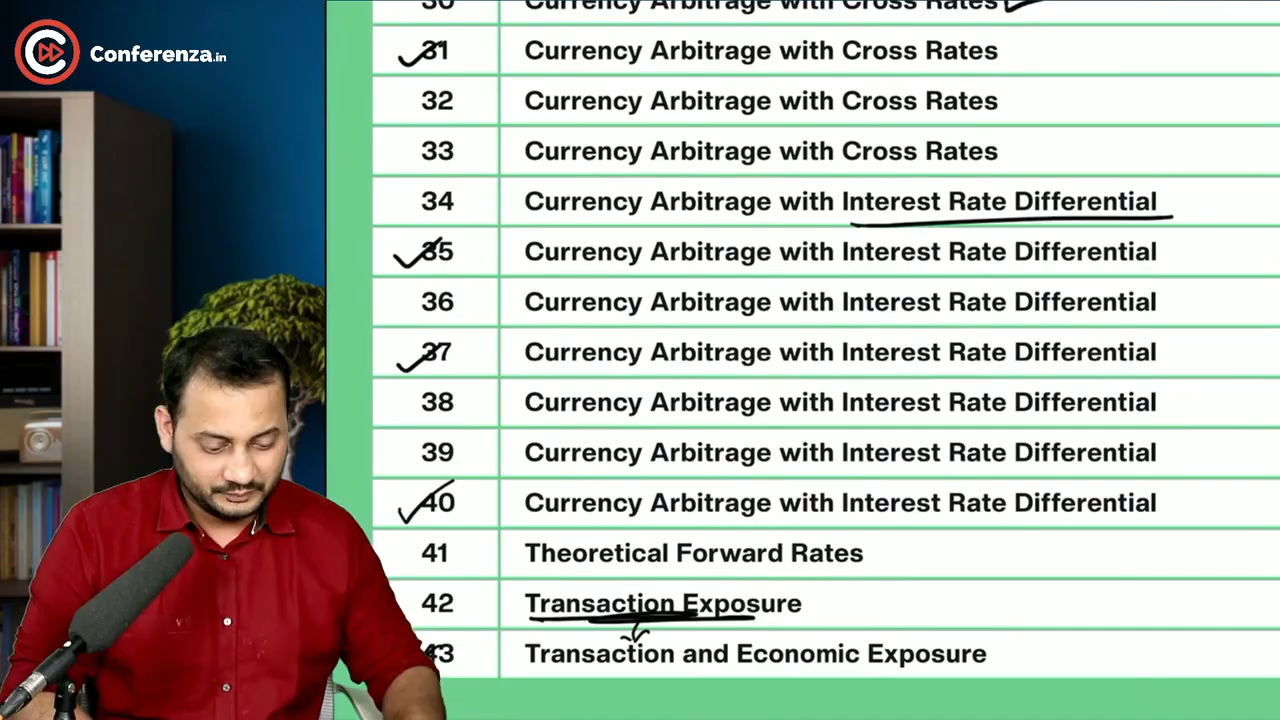 Conferenza.in
30 Currency Arbitrage with Cross Rates
31 Currency Arbitrage with Cross Rates
32 Currency Arbitrage with Cross Rates
33 Currency Arbitrage with Cross Rates
34 Currency Arbitrage with Interest Rate Differential
35 Currency Arbitrage with Interest Rate Differential
36 Currency Arbitrage with Interest Rate Differential
37 Currency Arbitrage with Interest Rate Differential
38 Currency Arbitrage with Interest Rate Differential
39 Currency Arbitrage with Interest Rate Differential
40 Currency Arbitrage with Interest Rate Differential
41 Theoretical Forward Rates
42 Transaction Exposure
43 Transaction and Economic Exposure